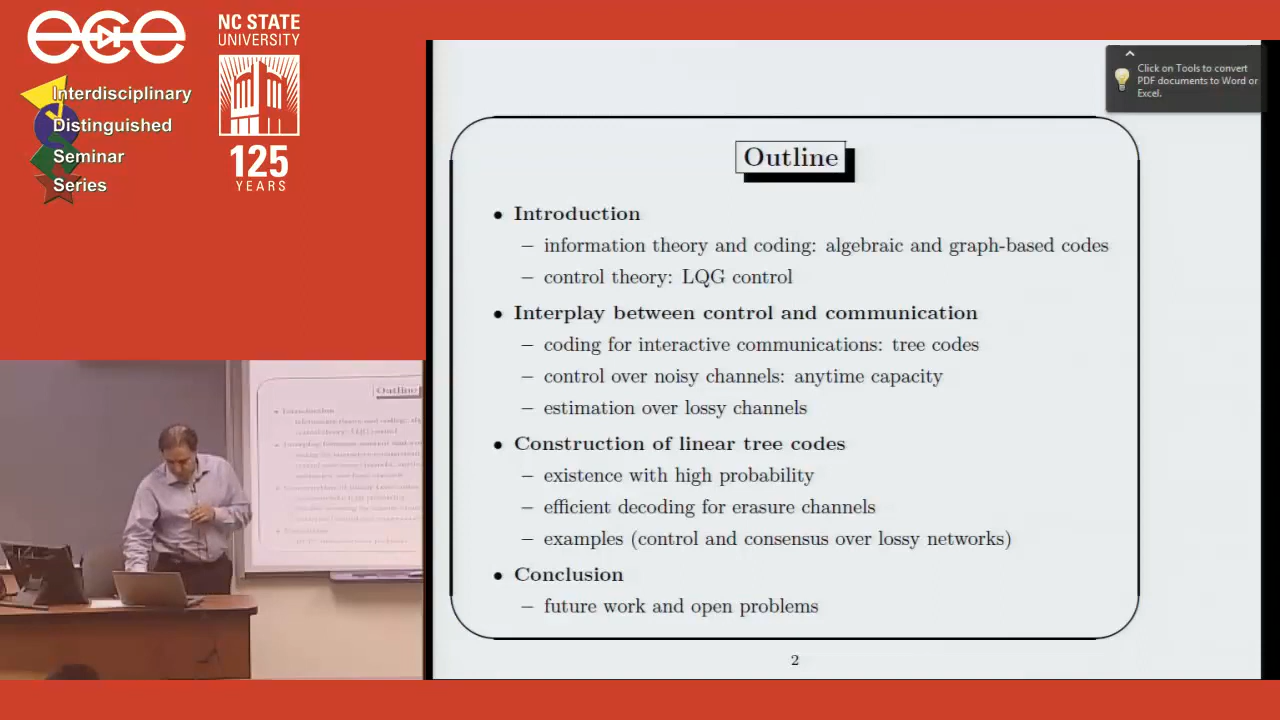 ece
NC STATE
UNIVERSITY
Interdisciplinary
Distinguished
Seminar
Series
125
YEARS
Click on Tools to convert
PDF documents to Word or
Excel.
Outline
• Introduction
– information theory and coding: algebraic and graph-based codes
– control theory: LQG control
• Interplay between control and communication
– coding for interactive communications: tree codes
– control over noisy channels: anytime capacity
– estimation over lossy channels
• Construction of linear tree codes
– existence with high probability
– efficient decoding for erasure channels
– examples (control and consensus over lossy networks)
• Conclusion
– future work and open problems
2
Outline